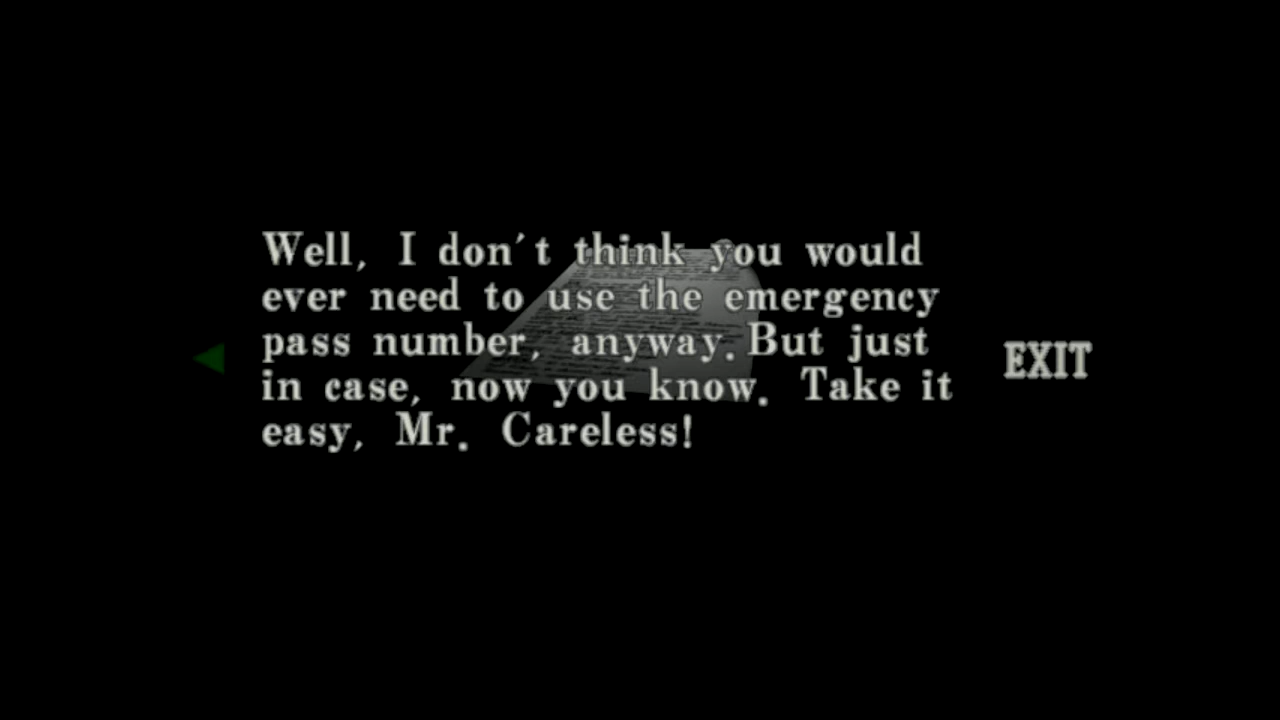 Well, I don't think you would
ever need to use the emergency
pass number, anyway. But just
in case, now you know. Take it
easy, Mr. Careless!
EXIT